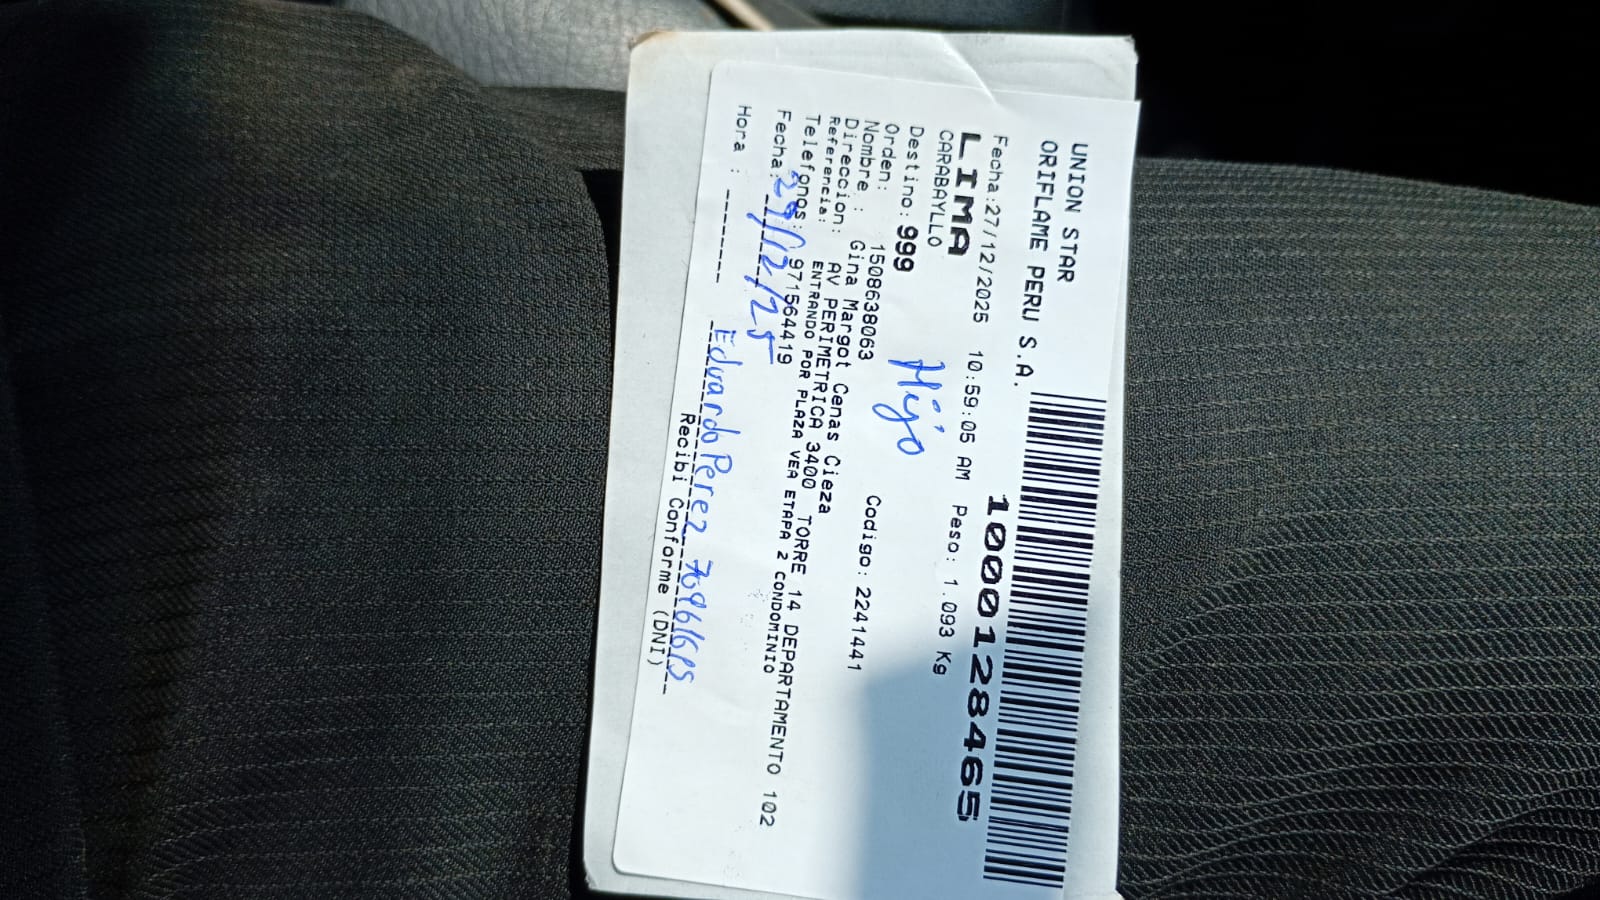 UNION STAR
ORIFLAME PERU S.A.
1000128465
Fecha:27/12/2025 10:59:05 AM Peso: 1.093 Kg
LIMA
CARABAYLLO
Destino: 999 Hijo
Orden: 1508638063 Codigo: 2241441
Nombre : Gina Margot Cenas Cieza
Direccion: AV PERIMETRICA 3400 TORRE 14 DEPARTAMENTO 102
Referencia: ENTRANDO POR PLAZA VEA ETAPA 2 CONDOMINIO
Telefonos: 971564419
Fecha: 29/12/25
Hora :
Eduardo Perez
Recibi Conforme (DNI)